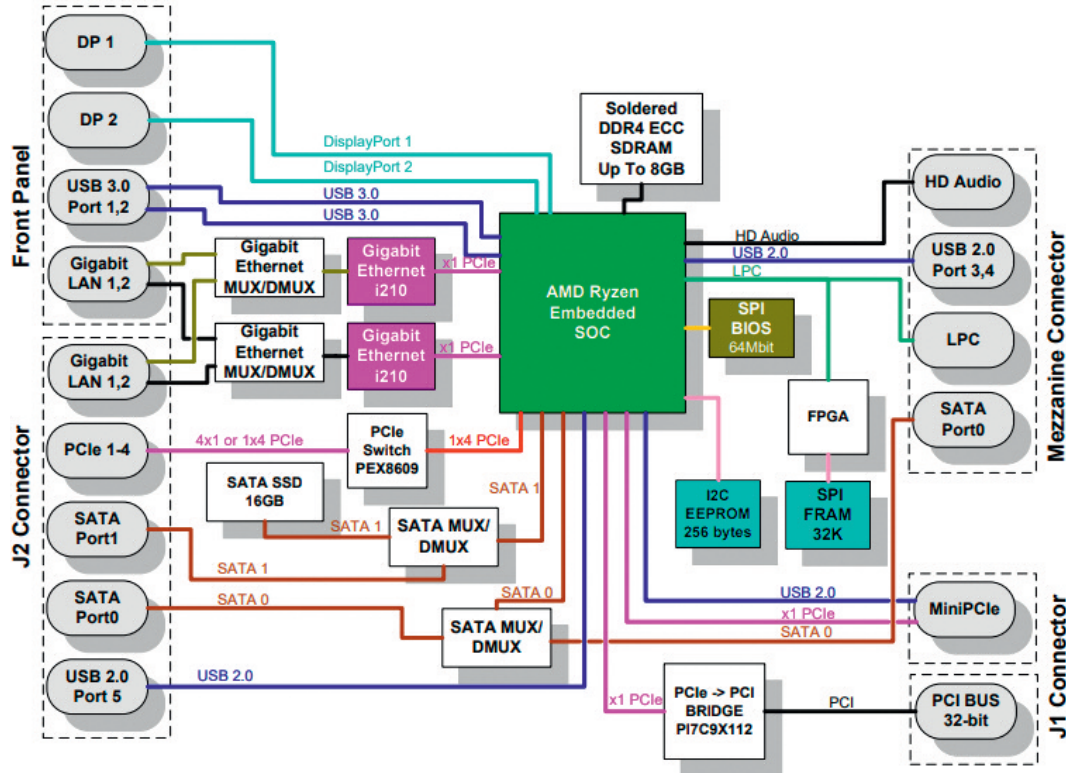 Front Panel
DP 1
DP 2
USB 3.0
Port 1,2
Gigabit
LAN 1,2
DisplayPort 1
DisplayPort 2
USB 3.0
USB 3.0
Gigabit
Ethernet
MUX/DMUX
Gigabit
Ethernet
i210
x1 PCIe
Gigabit
Ethernet
MUX/DMUX
Gigabit
Ethernet
i210
x1 PCIe
J2 Connector
Gigabit
LAN 1,2
PCIe 1-4
SATA
Port1
SATA
Port0
USB 2.0
Port 5
4x1 or 1x4 PCIe
PCIe
Switch
PEX8609
1x4 PCIe
SATA SSD
16GB
SATA 1
SATA 1
SATA 1
SATA MUX/
DMUX
SATA 0
SATA 0
SATA MUX/
DMUX
USB 2.0
Soldered
DDR4 ECC
SDRAM
Up To 8GB
AMD Ryzen
Embedded
SOC
HD Audio
USB 2.0
LPC
SPI
BIOS
64Mbit
FPGA
I2C
EEPROM
256 bytes
SPI
FRAM
32K
Mezzanine Connector
HD Audio
USB 2.0
Port 3,4
LPC
SATA
Port0
USB 2.0
x1 PCIe
SATA 0
MiniPCIe
x1 PCIe
PCIe -> PCI
BRIDGE
PI7C9X112
PCI
PCI BUS
32-bit
J1 Connector